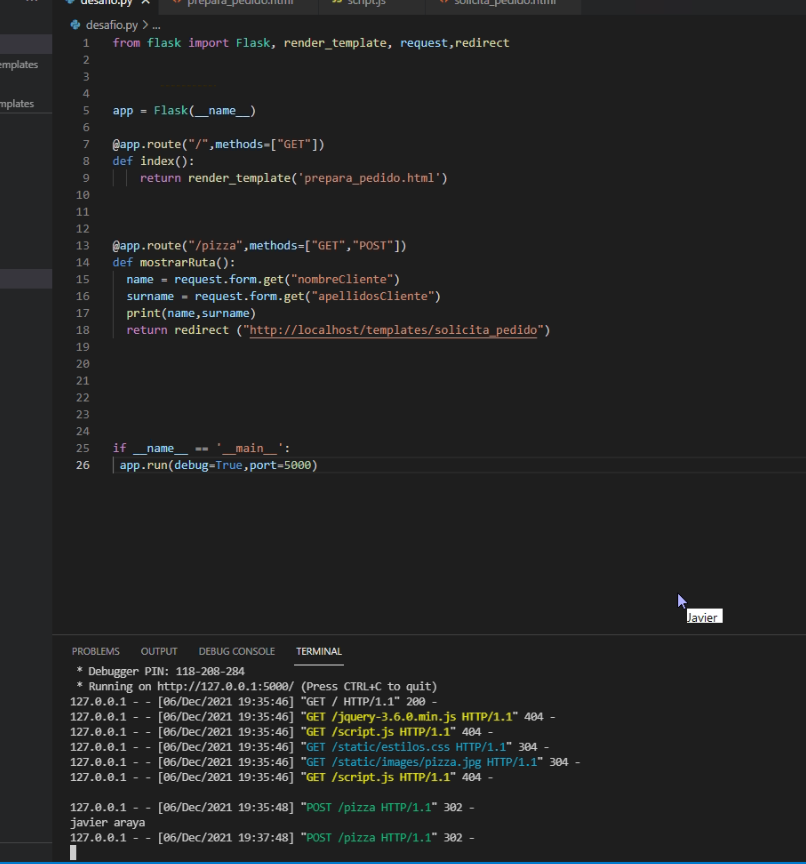 desafio.py prepara_pedido.html script.js solicita_pedido.html
desafio.py > ...
1 from flask import Flask, render_template, request,redirect
2
3
4
5 app = Flask(__name__)
6
7 @app.route("/",methods=["GET"])
8 def index():
9 return render_template('prepara_pedido.html')
10
11
12
13 @app.route("/pizza",methods=["GET","POST"])
14 def mostrarRuta():
15 name = request.form.get("nombreCliente")
16 surname = request.form.get("apellidosCliente")
17 print(name,surname)
18 return redirect ("http://localhost/templates/solicita_pedido")
19
20
21
22
23
24
25 if __name__ == '__main__':
26 app.run(debug=True,port=5000)
emplates
mplates
Javier
PROBLEMS OUTPUT DEBUG CONSOLE TERMINAL
* Debugger PIN: 118-208-284
* Running on http://127.0.0.1:5000/ (Press CTRL+C to quit)
127.0.0.1 - - [06/Dec/2021 19:35:46] "GET / HTTP/1.1" 200 -
127.0.0.1 - - [06/Dec/2021 19:35:46] "GET /jquery-3.6.0.min.js HTTP/1.1" 404 -
127.0.0.1 - - [06/Dec/2021 19:35:46] "GET /script.js HTTP/1.1" 404 -
127.0.0.1 - - [06/Dec/2021 19:35:46] "GET /static/estilos.css HTTP/1.1" 304 -
127.0.0.1 - - [06/Dec/2021 19:35:46] "GET /static/images/pizza.jpg HTTP/1.1" 304 -
127.0.0.1 - - [06/Dec/2021 19:35:46] "GET /script.js HTTP/1.1" 404 -
127.0.0.1 - - [06/Dec/2021 19:35:48] "POST /pizza HTTP/1.1" 302 -
javier araya
127.0.0.1 - - [06/Dec/2021 19:37:48] "POST /pizza HTTP/1.1" 302 -